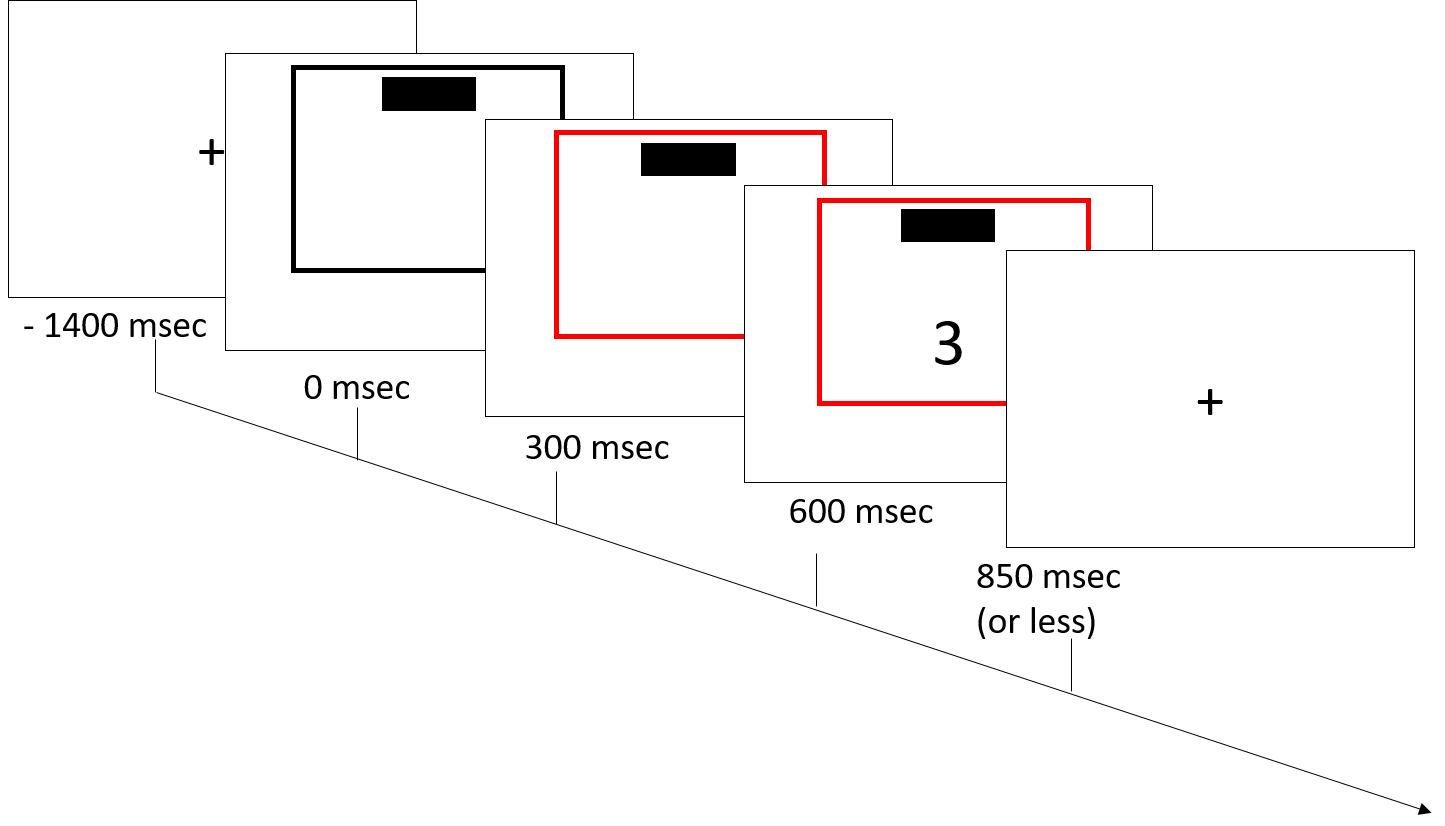 +
- 1400 msec
0 msec
300 msec
3
600 msec
+
850 msec
(or less)